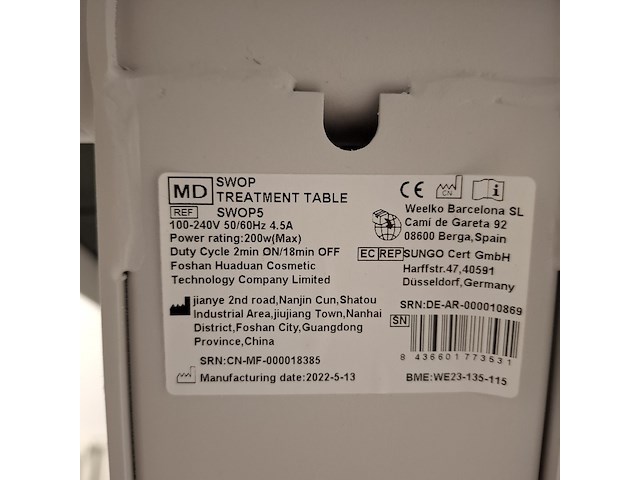 MD SWOP
TREATMENT TABLE
REF SWOP5
100-240V 50/60Hz 4.5A
Power rating:200w(Max)
Duty Cycle 2min ON/18min OFF
Foshan Huaduan Cosmetic
Technology Company Limited
jianye 2nd road,Nanjin Cun,Shatou
Industrial Area,jiujiang Town,Nanhai
District,Foshan City,Guangdong
Province,China
SRN:CN-MF-000018385
Manufacturing date:2022-5-13
CE CN
Weelko Barcelona SL
Camí de Gareta 92
08600 Berga,Spain
EC REP SUNGO Cert GmbH
Harffstr.47,40591
Düsseldorf,Germany
SRN:DE-AR-000010869
SN
8 436601 773531
BME:WE23-135-115